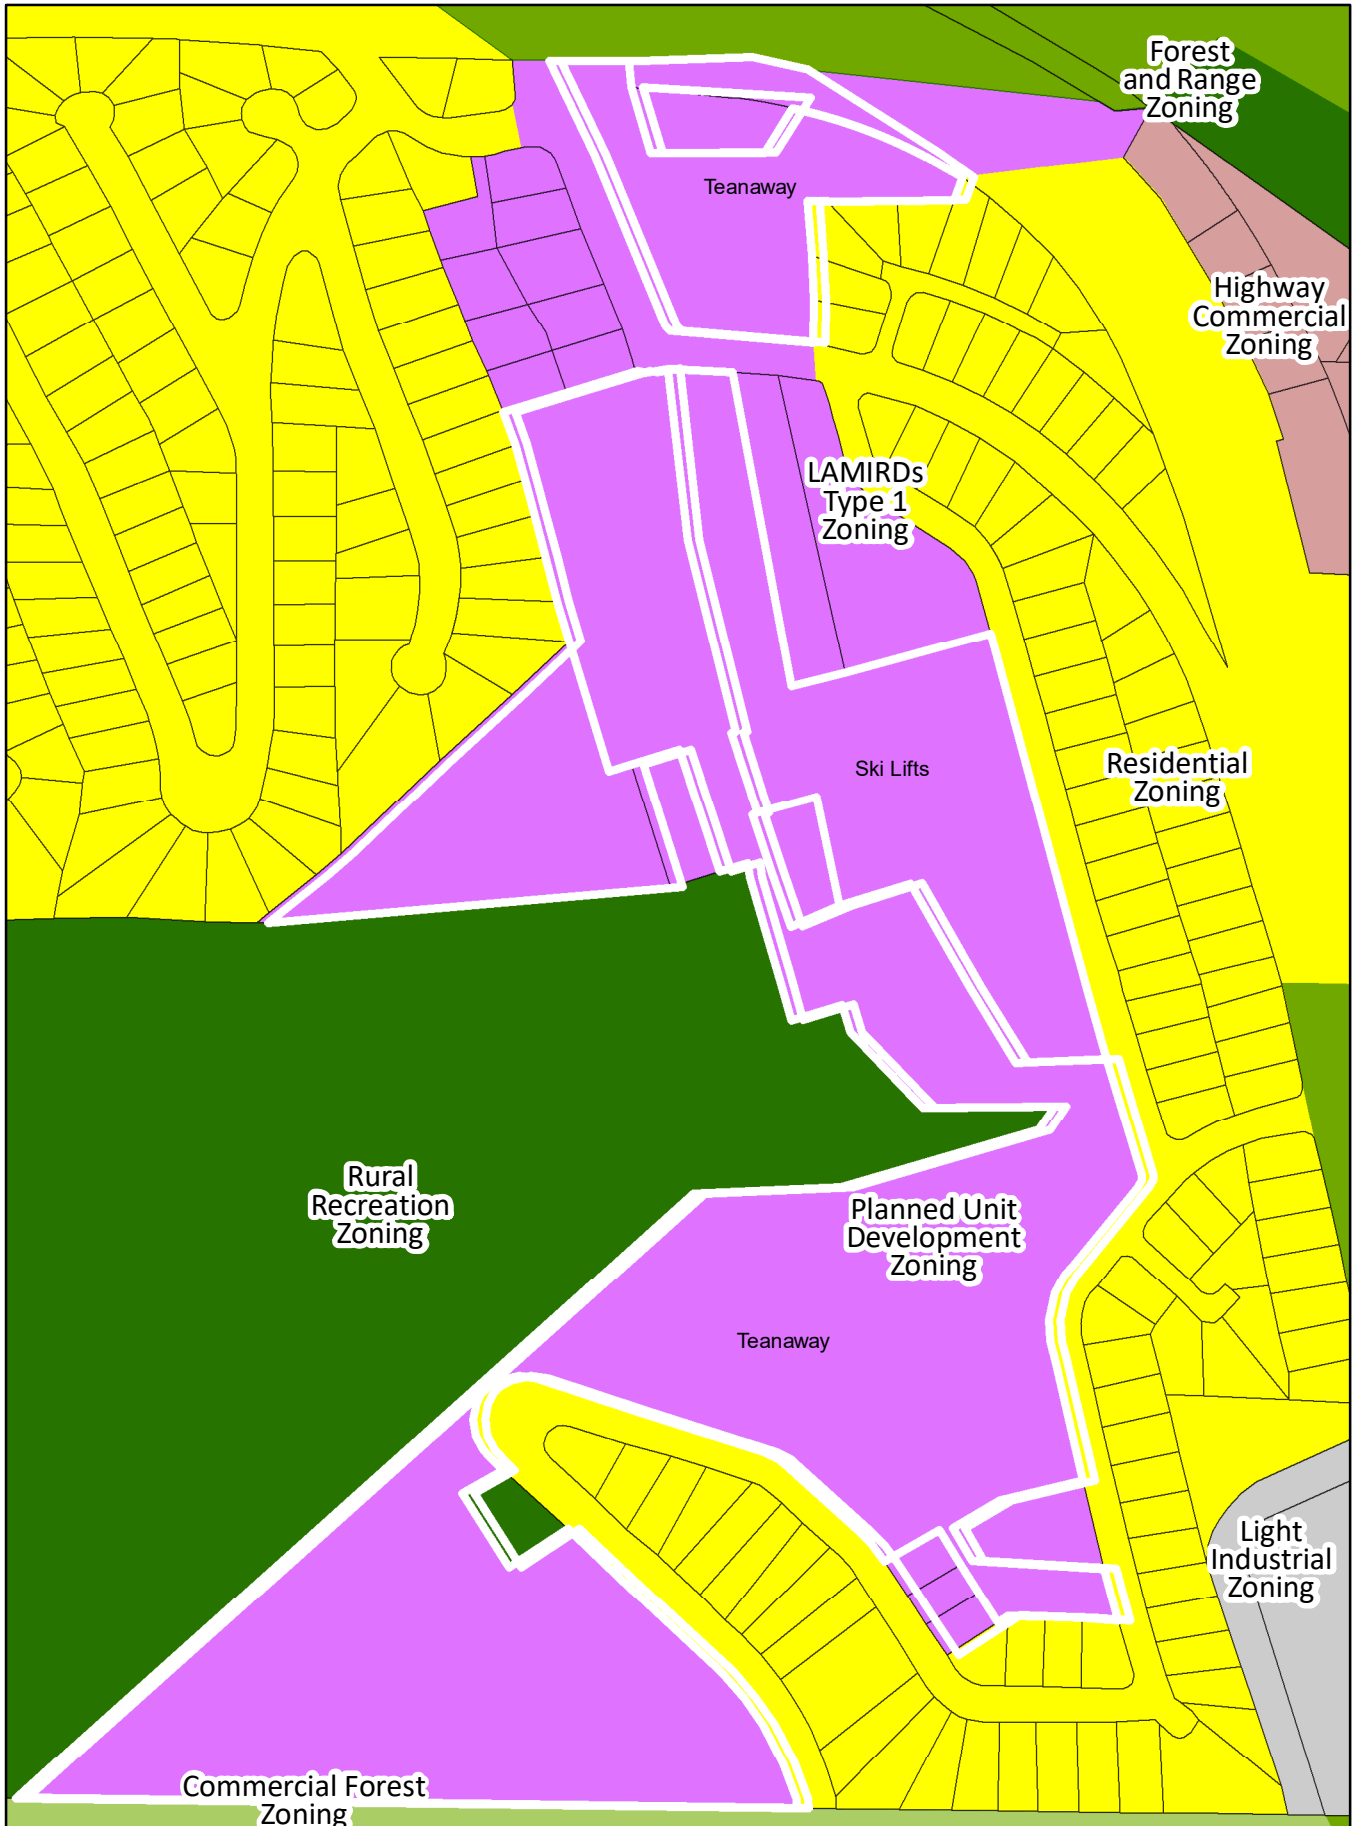 Forest
and Range
Zoning
Teanaway
Highway
Commercial
Zoning
LAMIRDs
Type 1
Zoning
Ski Lifts
Residential
Zoning
Rural
Recreation
Zoning
Planned Unit
Development
Zoning
Teanaway
Light
Industrial
Zoning
Commercial Forest
Zoning